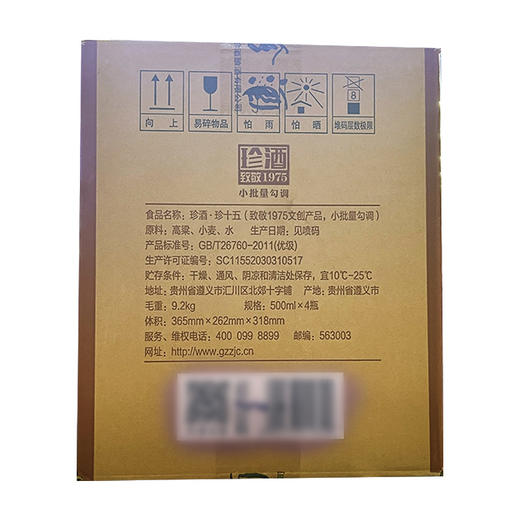 向 上
易碎物品
怕 雨
怕 晒
堆码层数极限
8
珍酒
致敬1975
小批量勾调
食品名称：珍酒·珍十五（致敬1975文创产品，小批量勾调）
原料：高粱、小麦、水 生产日期：见喷码
产品标准号：GB/T26760-2011(优级)
生产许可证编号：SC11552030310517
贮存条件：干燥、通风、阴凉和清洁处保存，宜10℃-25℃
地址：贵州省遵义市汇川区北郊十字铺 产地：贵州省遵义市
毛重：9.2kg 规格：500ml×4瓶
体积：365mm×262mm×318mm
服务、维权电话：400 099 8899 邮编：563003
网址：http://www.gzzjc.cn